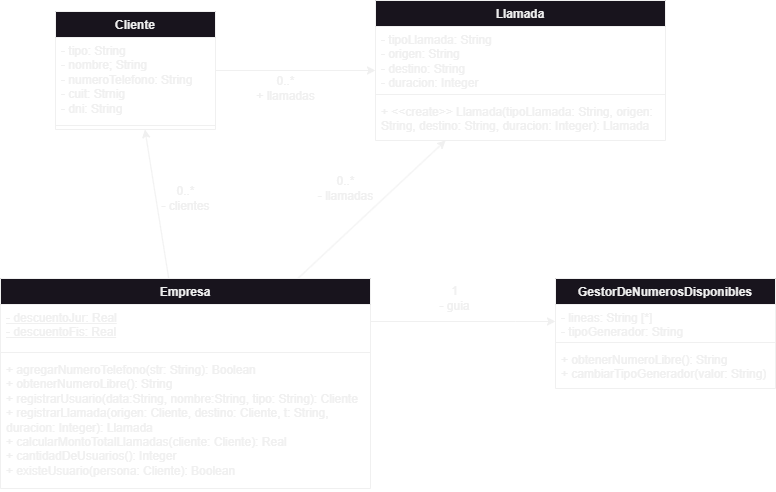 Cliente
- tipo: String
- nombre: String
- numeroTelefono: String
- cuit: String
- dni: String
Llamada
- tipoLlamada: String
- origen: String
- destino: String
- duracion: Integer
+ <<create>> Llamada(tipoLlamada: String, origen:
String, destino: String, duracion: Integer): Llamada
0..*
+ llamadas
0..*
- clientes
0..*
- llamadas
Empresa
- descuentoJur: Real
- descuentoFis: Real
+ agregarNumeroTelefono(str: String): Boolean
+ obtenerNumeroLibre(): String
+ registrarUsuario(data:String, nombre:String, tipo: String): Cliente
+ registrarLlamada(origen: Cliente, destino: Cliente, t: String,
duracion: Integer): Llamada
+ calcularMontoTotalLlamadas(cliente: Cliente): Real
+ cantidadDeUsuarios(): Integer
+ existeUsuario(persona: Cliente): Boolean
1
- guia
GestorDeNumerosDisponibles
- lineas: String [*]
- tipoGenerador: String
+ obtenerNumeroLibre(): String
+ cambiarTipoGenerador(valor: String)